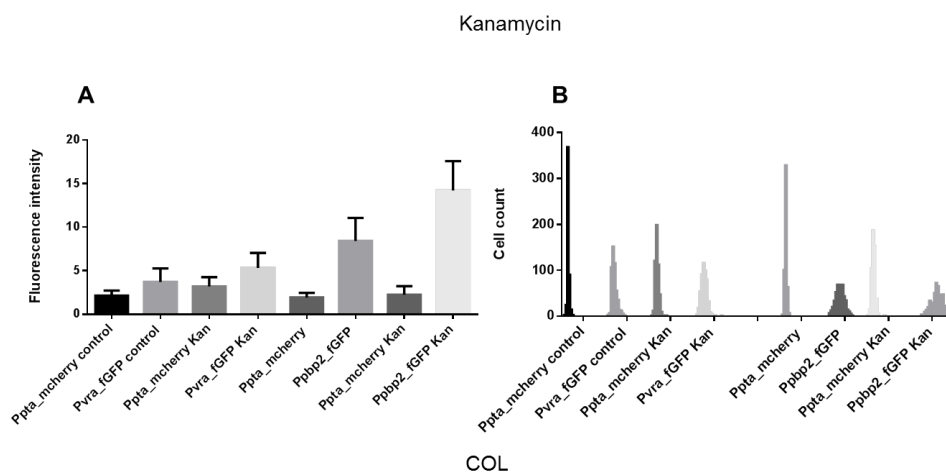 Kanamycin
A
Fluorescence intensity
20
15
10
5
0
Ppta_mcherry control
Pvra_fGFP control
Ppta_mcherry Kan
Pvra_fGFP Kan
Ppta_mcherry
Ppbp2_fGFP
Ppta_mcherry Kan
Ppbp2_fGFP Kan
B
Cell count
400
300
200
100
0
Ppta_mcherry control
Pvra_fGFP control
Ppta_mcherry Kan
Pvra_fGFP Kan
Ppta_mcherry
Ppbp2_fGFP
Ppta_mcherry Kan
Ppbp2_fGFP Kan
COL